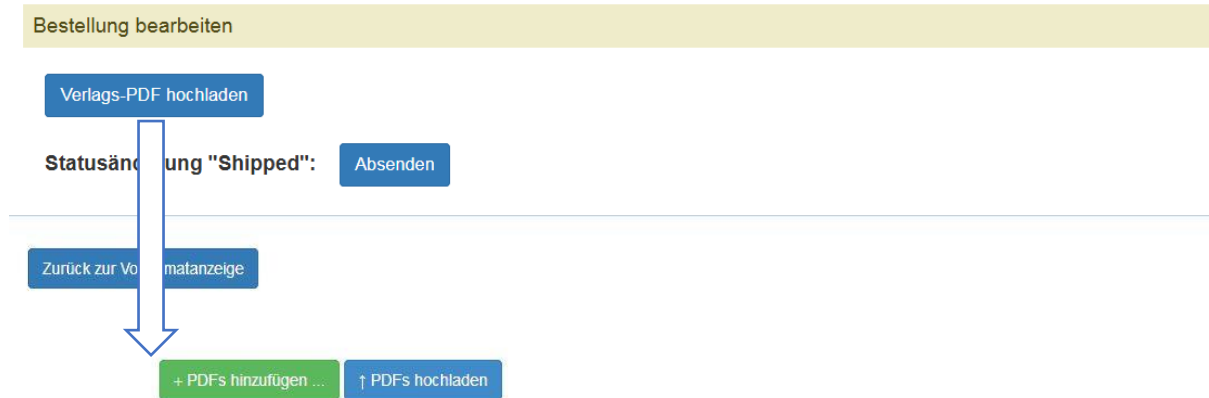 Bestellung bearbeiten
Verlags-PDF hochladen
Statusänd ung "Shipped": Absenden
Zurück zur Vo matanzeige
+ PDFs hinzufügen ... ↑ PDFs hochladen